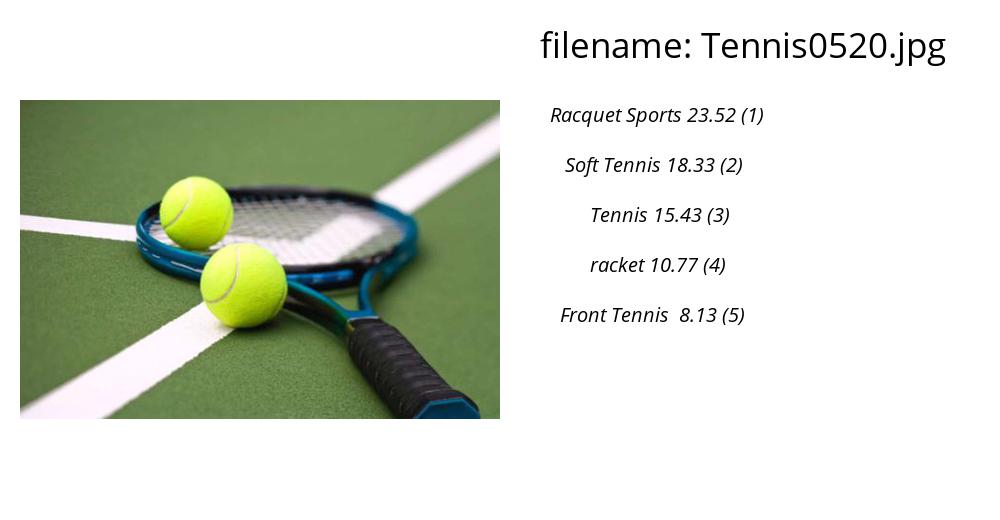 filename: Tennis0520.jpg
Racquet Sports 23.52 (1)
Soft Tennis 18.33 (2)
Tennis 15.43 (3)
racket 10.77 (4)
Front Tennis  8.13 (5)